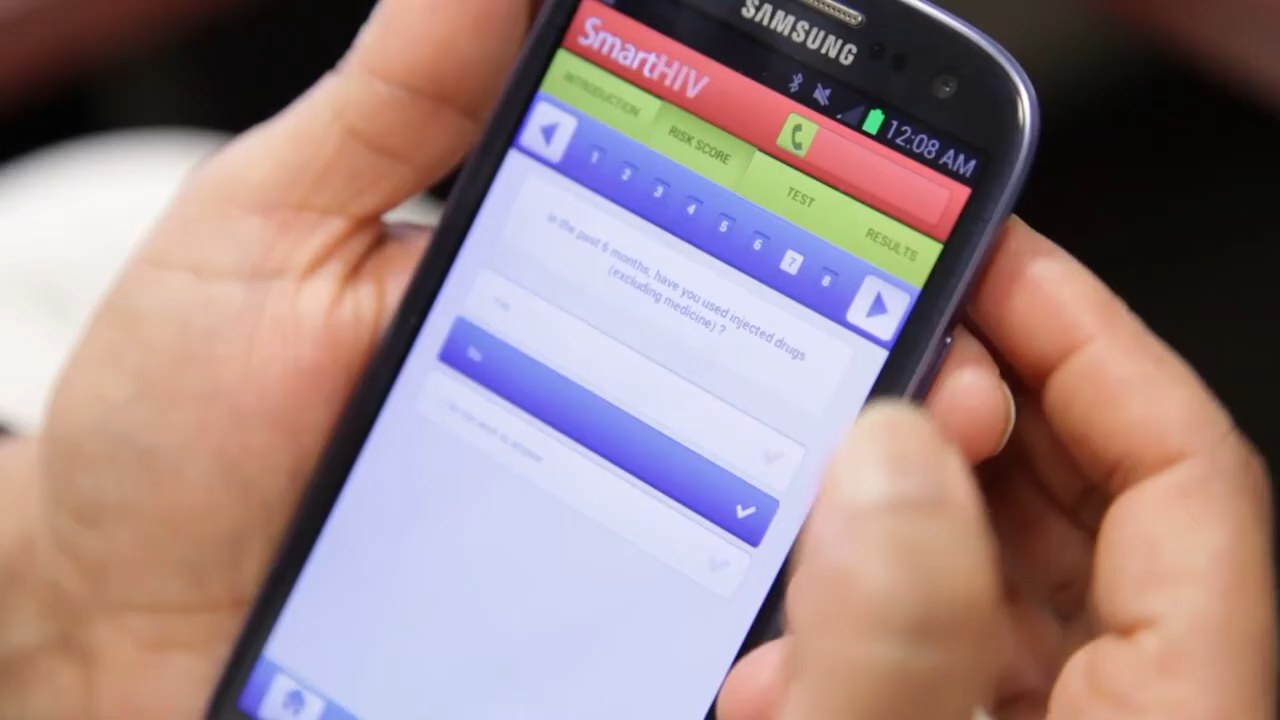 SAMSUNG
12:08 AM
SmartHIV
INTRODUCTION
RISK SCORE
TEST
RESULTS
1 2 3 4 5 6 7 8
In the past 6 months, have you used injected drugs
(excluding medicine) ?
No